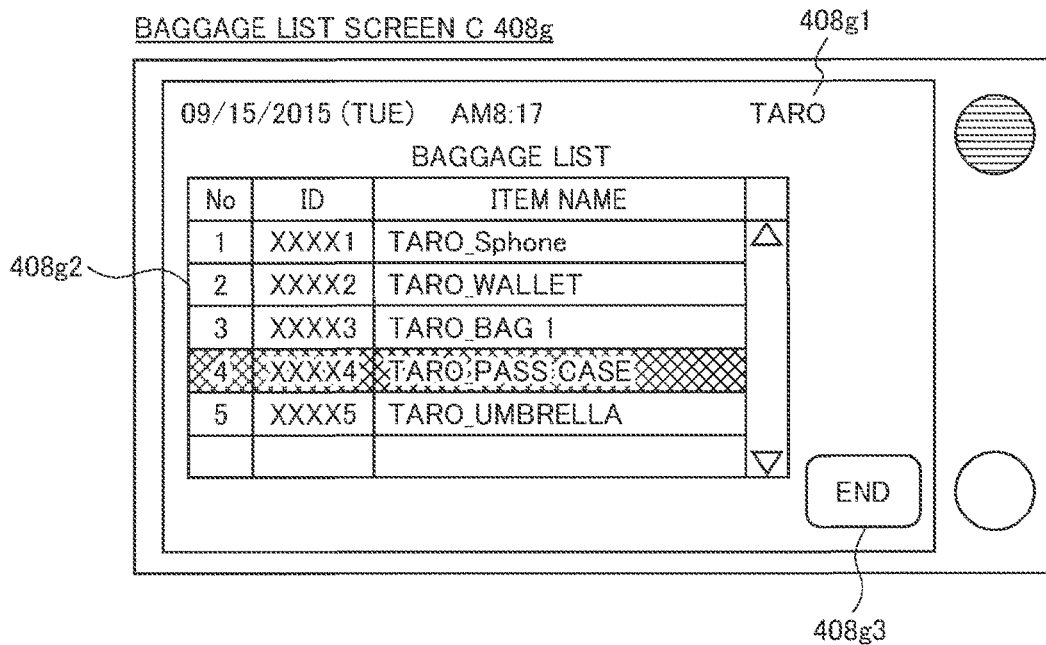 BAGGAGE LIST SCREEN C 408g
408g1
09/15/2015 (TUE) AM8:17 TARO
BAGGAGE LIST
No ID ITEM NAME
1 XXXX1 TARO_Sphone
408g2
2 XXXX2 TARO_WALLET
3 XXXX3 TARO_BAG 1
4 XXXX4 TARO_PASS CASE
5 XXXX5 TARO_UMBRELLA
END
408g3